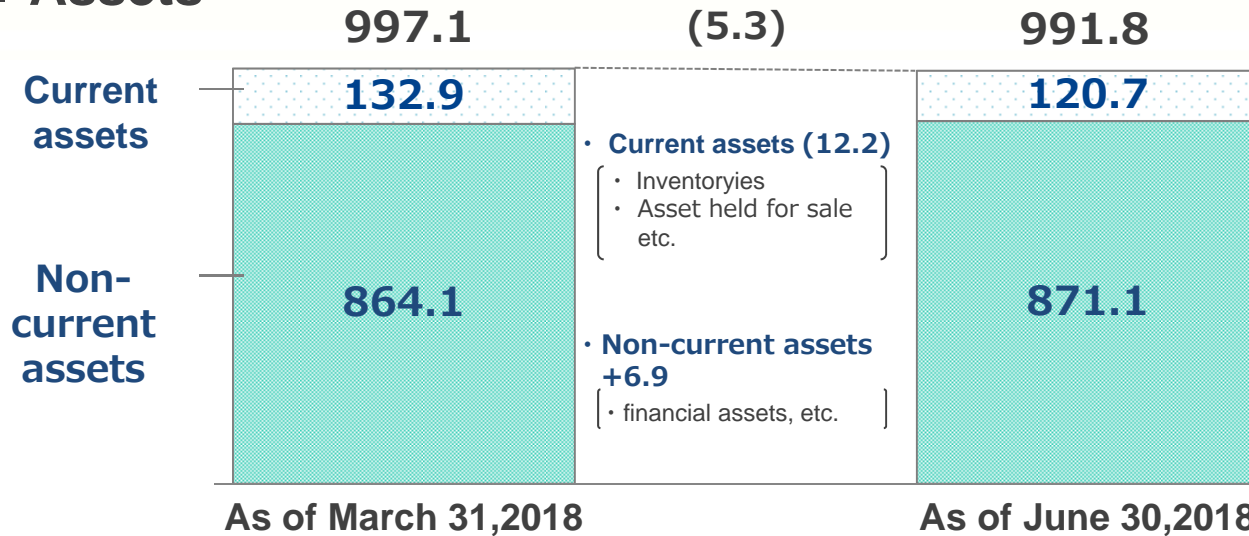 Assets
997.1
(5.3)
991.8
Current
assets
132.9
120.7
・ Current assets (12.2)
・ Inventoryies
・ Asset held for sale
etc.
Non-
current
assets
864.1
871.1
・Non-current assets
+6.9
・financial assets, etc.
As of March 31,2018
As of June 30,2018